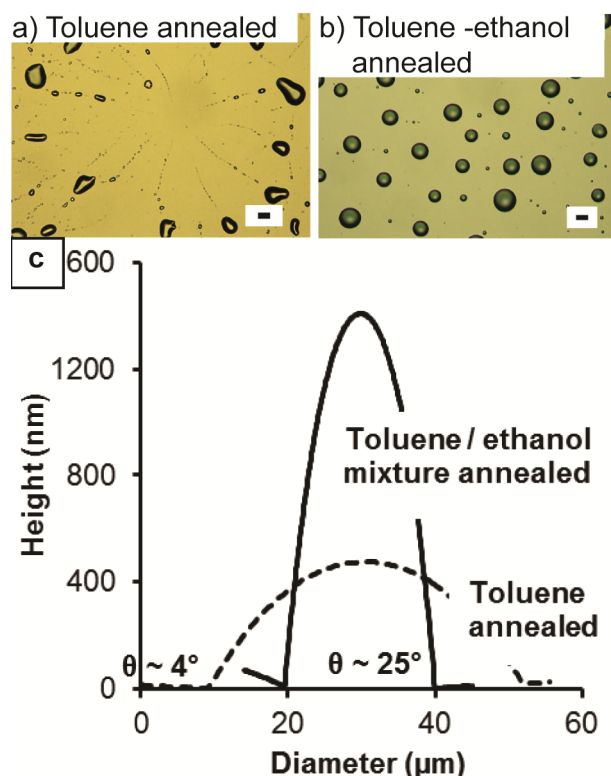 a) Toluene annealed
b) Toluene -ethanol
annealed
c
1600
1200
800
400
0
Height (nm)
Toluene / ethanol
mixture annealed
Toluene
annealed
θ ~ 4°
θ ~ 25°
0 20 40 60
Diameter (µm)